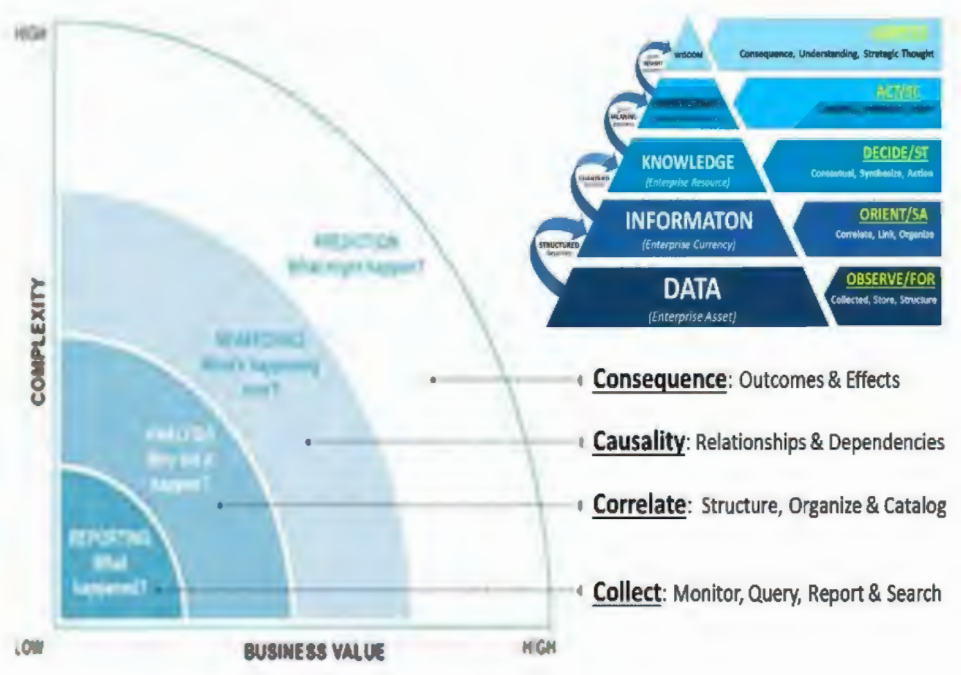 HIGH
COMPLEXITY
PREDICTION
What might happen?
MONITORING
What's happening
now?
ANALYSIS
Why did it
happen?
REPORTING
What
happened?
LOW
BUSINESS VALUE
HIGH
WISDOM
Consequence, Understanding, Strategic Thought
ACT/SC
KNOWLEDGE
(Enterprise Resource)
DECIDE/ST
Contextual, Synthesize, Action
INFORMATON
(Enterprise Currency)
ORIENT/SA
Correlate, Link, Organize
STRUCTURED
DATA
(Enterprise Asset)
OBSERVE/FOR
Collected, Store, Structure
Consequence: Outcomes & Effects
Causality: Relationships & Dependencies
Correlate: Structure, Organize & Catalog
Collect: Monitor, Query, Report & Search